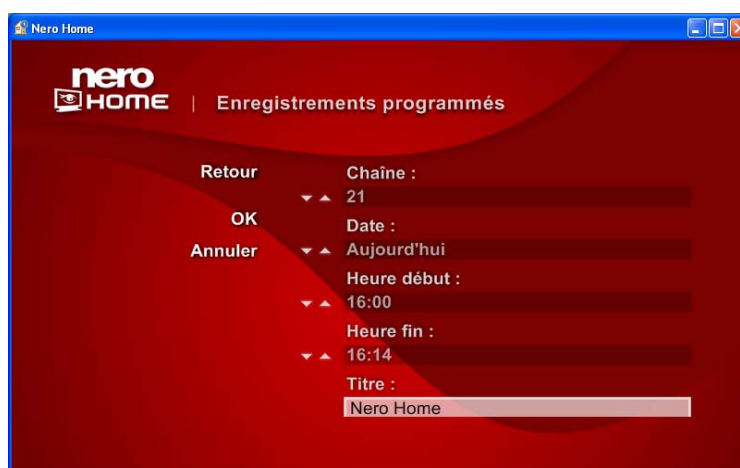 Nero Home
nero
HOME | Enregistrements programmés
Retour
OK
Annuler
Chaîne :
21
Date :
Aujourd'hui
Heure début :
16:00
Heure fin :
16:14
Titre :
Nero Home